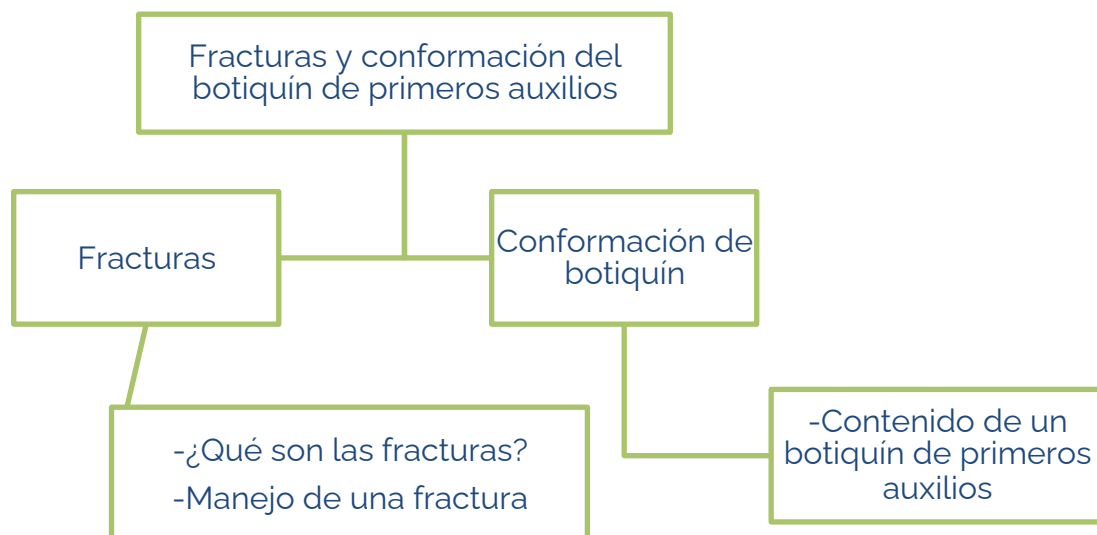 Fracturas y conformación del
botiquín de primeros auxilios
Fracturas
Conformación de
botiquín
-¿Qué son las fracturas?
-Manejo de una fractura
-Contenido de un
botiquín de primeros
auxilios